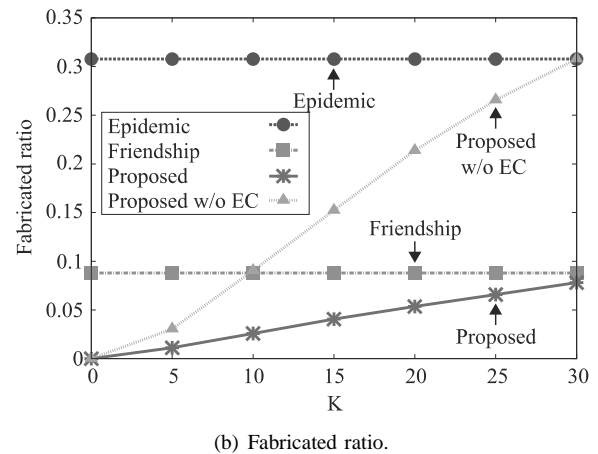 0.35
0.3
0.25
0.2
0.15
0.1
0.05
0
Fabricated ratio
Epidemic
Epidemic
Friendship
Proposed
Proposed w/o EC
Proposed
w/o EC
Friendship
Proposed
0 5 10 15 20 25 30
K
(b) Fabricated ratio.